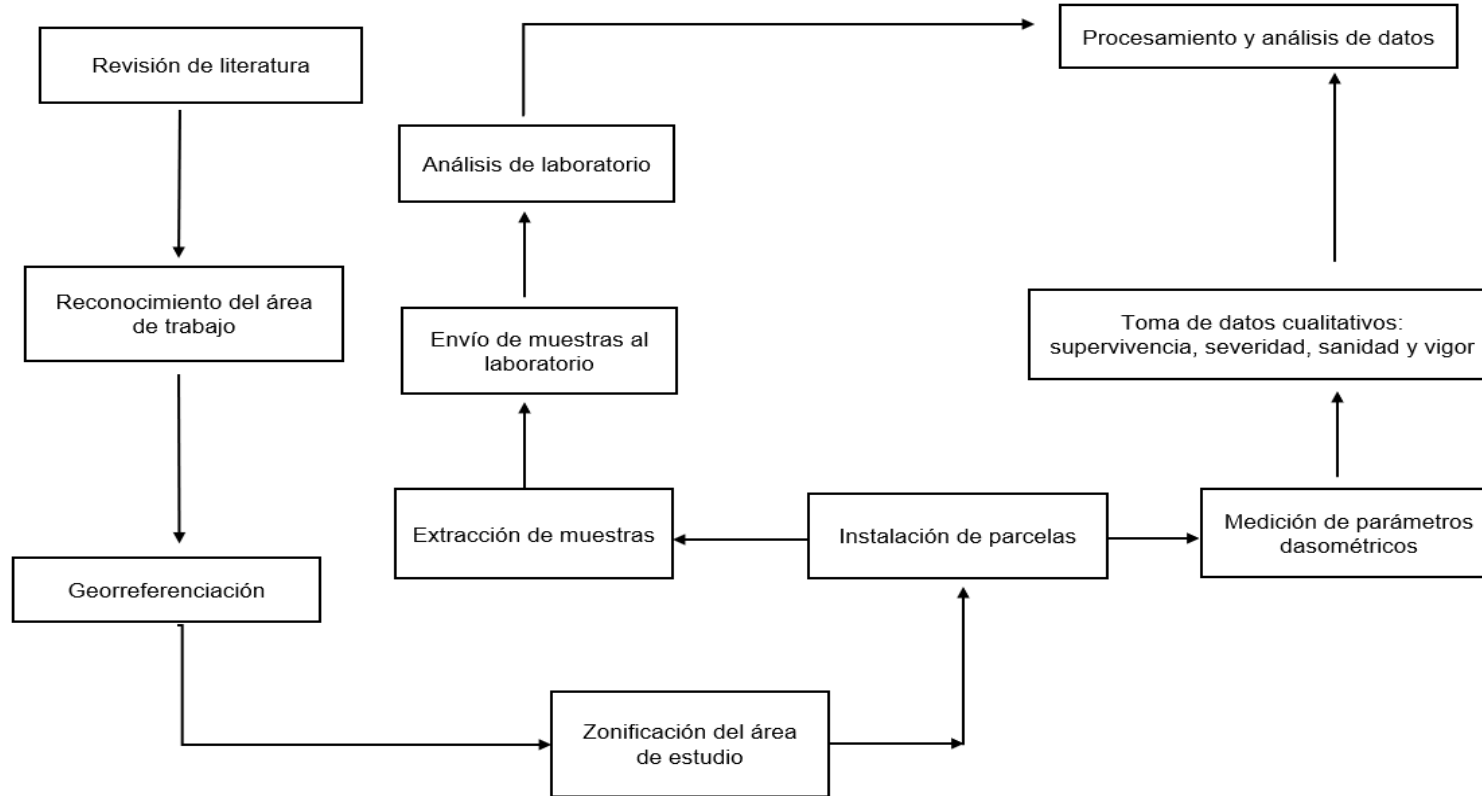 Revisión de literatura
Procesamiento y análisis de datos
Análisis de laboratorio
Reconocimiento del área
de trabajo
Envío de muestras al
laboratorio
Toma de datos cualitativos:
supervivencia, severidad, sanidad y vigor
Extracción de muestras
Instalación de parcelas
Medición de parámetros
dasométricos
Georreferenciación
Zonificación del área
de estudio